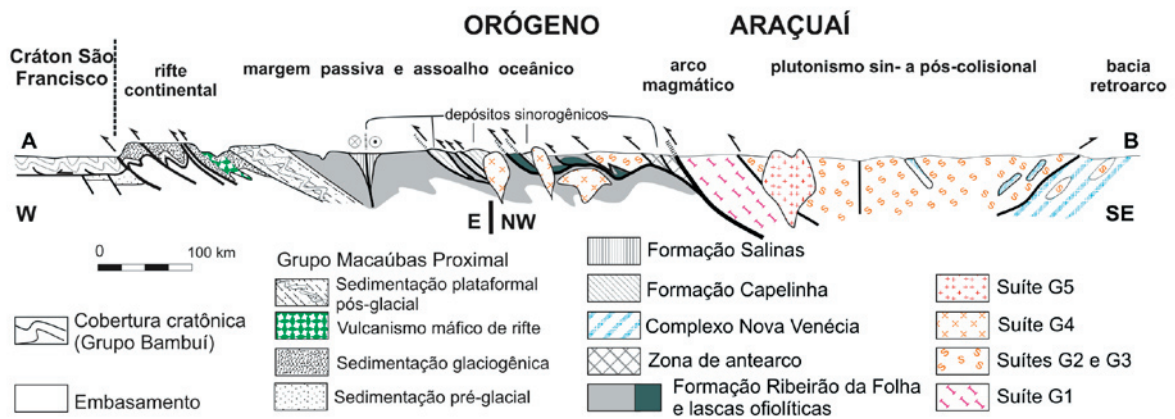 ORÓGENO ARAÇUAÍ
Cráton São
Francisco
rifte
continental
margem passiva e assoalho oceânico
arco
magmático
plutonismo sin- a pós-colisional
bacia
retroarco
depósitos sinorogênicos
A
B
W
E
NW
SE
0 100 km
Cobertura cratônica
(Grupo Bambuí)
Embasamento
Grupo Macaúbas Proximal
Sedimentação plataformal
pós-glacial
Vulcanismo máfico de rifte
Sedimentação glaciogênica
Sedimentação pré-glacial
Formação Salinas
Formação Capelinha
Complexo Nova Venécia
Zona de antearco
Formação Ribeirão da Folha
e lascas ofiolíticas
Suíte G5
Suíte G4
Suítes G2 e G3
Suíte G1